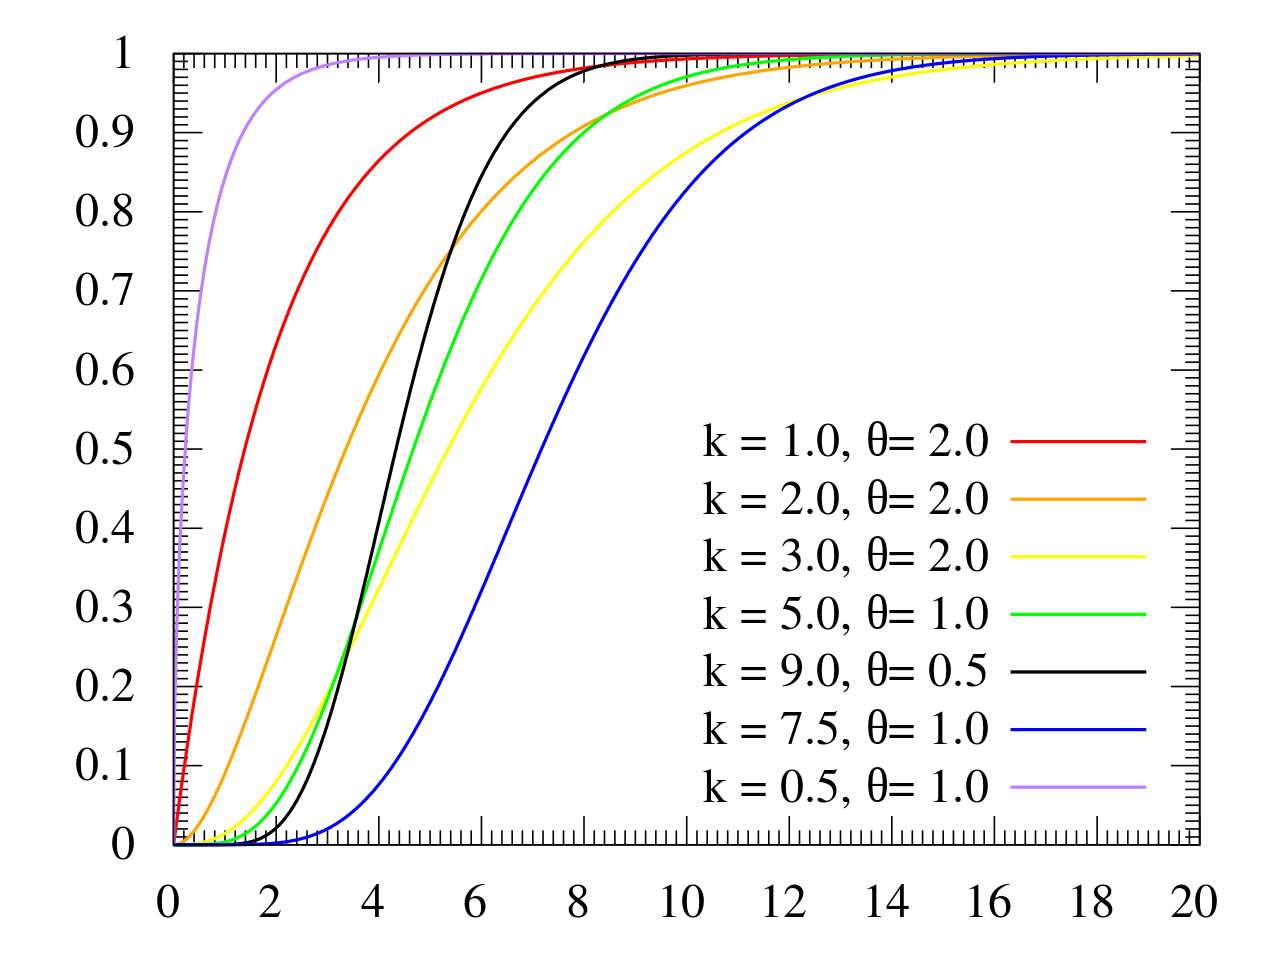 1
0.9
0.8
0.7
0.6
0.5
0.4
0.3
0.2
0.1
0
k = 1.0, θ= 2.0
k = 2.0, θ= 2.0
k = 3.0, θ= 2.0
k = 5.0, θ= 1.0
k = 9.0, θ= 0.5
k = 7.5, θ= 1.0
k = 0.5, θ= 1.0
0 2 4 6 8 10 12 14 16 18 20